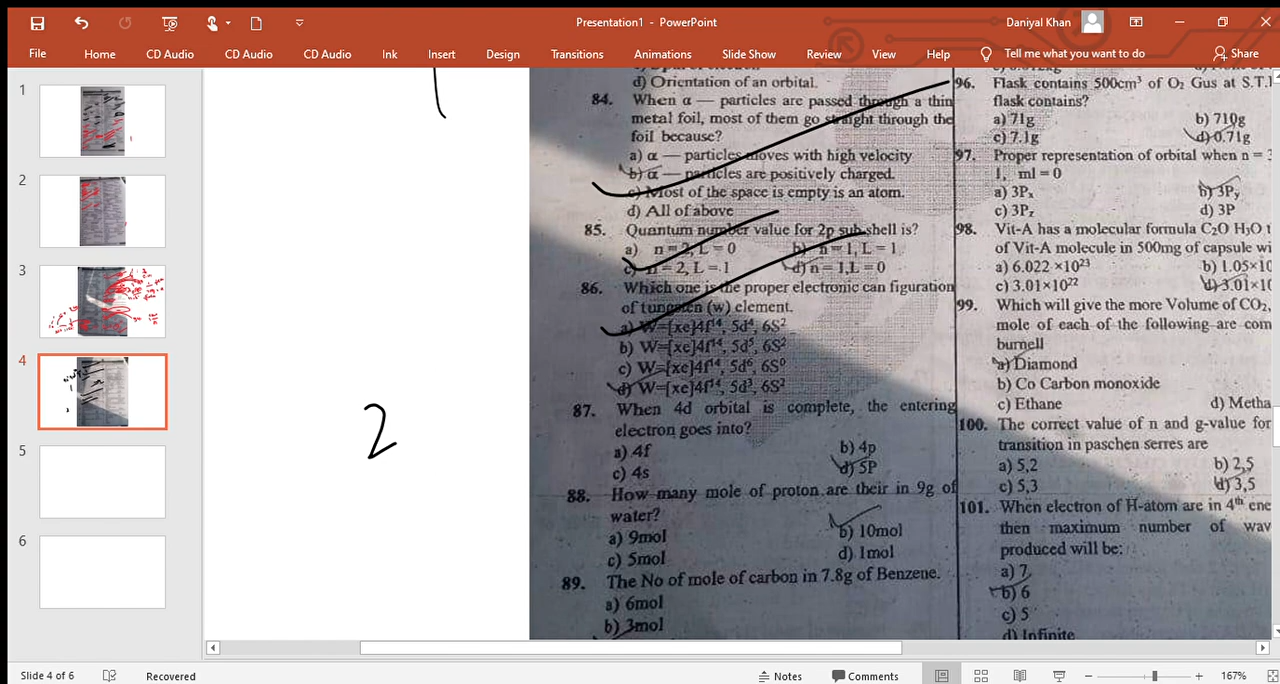 Presentation1 - PowerPoint
Daniyal Khan
File Home CD Audio CD Audio CD Audio Ink Insert Design Transitions Animations Slide Show Review View Help Tell me what you want to do Share
1
2
3
4
5
6
2
d) Orientation of an orbital.
84. When α — particles are passed through a thin
metal foil, most of them go straight through the
foil because?
a) α — particles moves with high velocity
b) α — particles are positively charged.
c) Most of the space is empty is an atom.
d) All of above
85. Quantum number value for 2p sub shell is?
a) n = 2, L = 0 b) n = 1, L = 1
c) n = 2, L = 1 d) n = 1, L = 0
86. Which one is the proper electronic can figuration
of tungsten (w) element.
a) W=[xe]4f¹⁴, 5d⁴, 6S²
b) W=[xe]4f¹⁴, 5d⁵, 6S²
c) W=[xe]4f¹⁴, 5d⁶, 6S⁰
d) W=[xe]4f¹⁴, 5d³, 6S²
87. When 4d orbital is complete, the entering
electron goes into?
a) 4f b) 4p
c) 4s d) 5P
88. How many mole of proton are their in 9g of
water?
a) 9mol b) 10mol
c) 5mol d) 1mol
89. The No of mole of carbon in 7.8g of Benzene.
a) 6mol
b) 3mol
96. Flask contains 500cm³ of O₂ Gus at S.T.
flask contains?
a) 71g b) 710g
c) 7.1g d) 0.71g
97. Proper representation of orbital when n =
1, ml = 0
a) 3Pₓ b) 3Pᵧ
c) 3P_z d) 3P
98. Vit-A has a molecular formula C₂O H₃O
of Vit-A molecule in 500mg of capsule wi
a) 6.022 ×10²³ b) 1.05×10
c) 3.01×10²² d) 3.01×10
99. Which will give the more Volume of CO₂,
mole of each of the following are com
burnell
a) Diamond
b) Co Carbon monoxide
c) Ethane d) Metha
100. The correct value of n and g-value for
transition in paschen serres are
a) 5,2 b) 2,5
c) 5,3 d) 3,5
101. When electron of H-atom are in 4ᵗʰ ene
then maximum number of wav
produced will be:
a) 7
b) 6
c) 5
d) Infinite
Slide 4 of 6 Recovered Notes Comments 167%